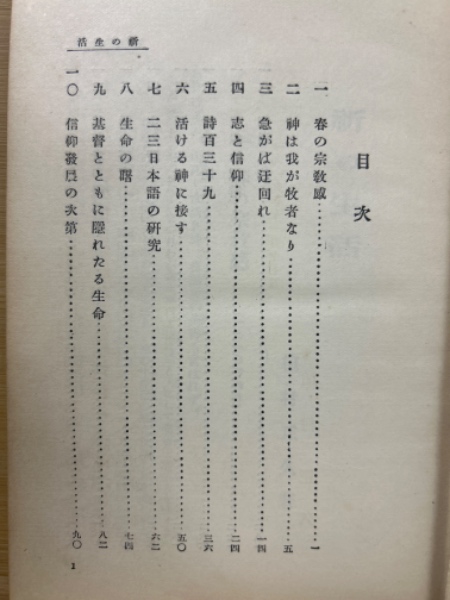 祈の生活
目次
一 春の宗教感……一
二 神は我が牧者なり……五
三 急がば迂回れ……一四
四 志と信仰……二四
五 詩百三十九……三六
六 活ける神に接す……五〇
七 二三日本語の研究……六二
八 生命の曙……七四
九 基督とともに隠れたる生命……八二
一〇 信仰發展の次第……九〇
1